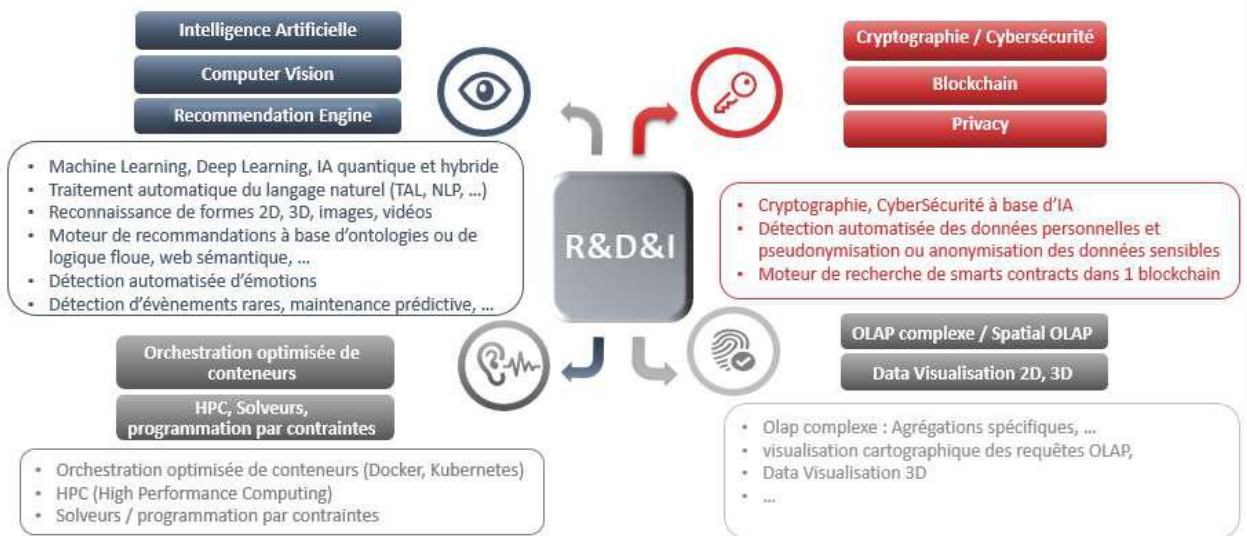 Intelligence Artificielle
Computer Vision
Recommendation Engine
• Machine Learning, Deep Learning, IA quantique et hybride
• Traitement automatique du langage naturel (TAL, NLP, ...)
• Reconnaissance de formes 2D, 3D, images, vidéos
• Moteur de recommandations à base d'ontologies ou de
logique floue, web sémantique, ...
• Détection automatisée d'émotions
• Détection d'évènements rares, maintenance prédictive, ...
Cryptographie / Cybersécurité
Blockchain
Privacy
• Cryptographie, CyberSécurité à base d'IA
• Détection automatisée des données personnelles et
pseudonymisation ou anonymisation des données sensibles
• Moteur de recherche de smarts contracts dans 1 blockchain
R&D&I
Orchestration optimisée de
conteneurs
HPC, Solveurs,
programmation par contraintes
• Orchestration optimisée de conteneurs (Docker, Kubernetes)
• HPC (High Performance Computing)
• Solveurs / programmation par contraintes
OLAP complexe / Spatial OLAP
Data Visualisation 2D, 3D
• Olap complexe : Agrégations spécifiques, ...
• visualisation cartographique des requêtes OLAP,
• Data Visualisation 3D
• ...